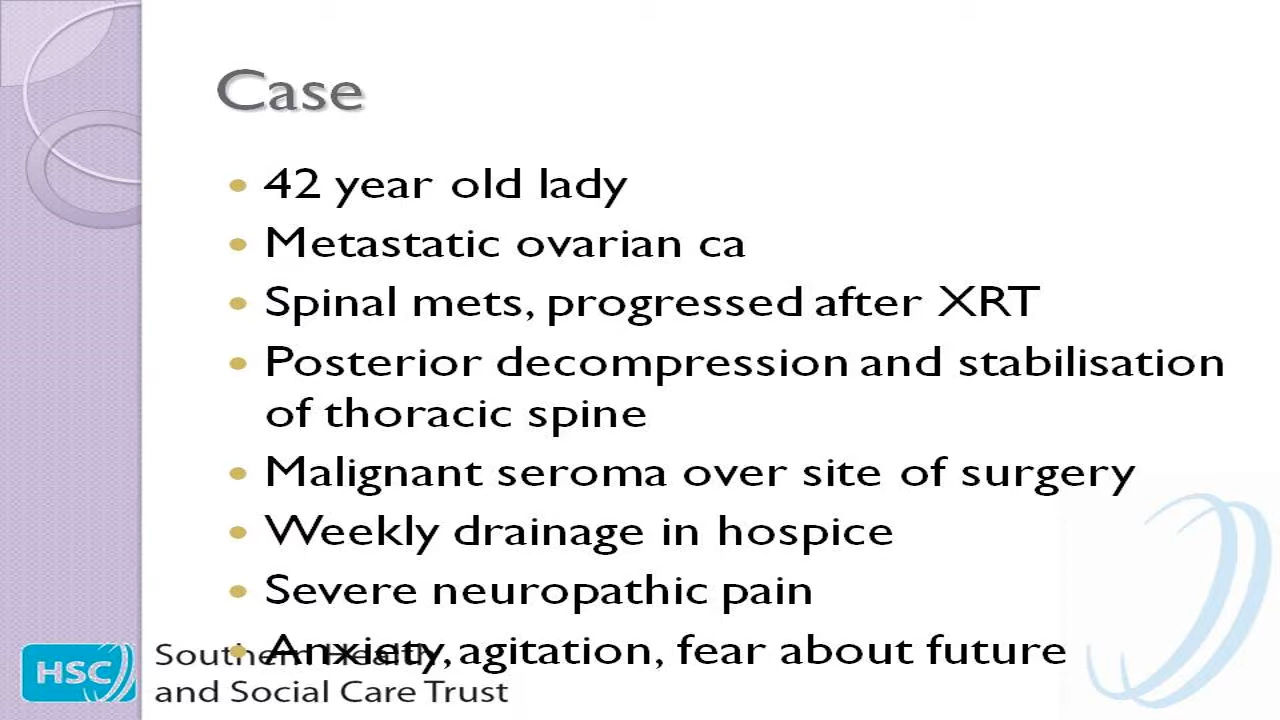 Case
• 42 year old lady
• Metastatic ovarian ca
• Spinal mets, progressed after XRT
• Posterior decompression and stabilisation
of thoracic spine
• Malignant seroma over site of surgery
• Weekly drainage in hospice
• Severe neuropathic pain
• Anxiety, agitation, fear about future
HSC
Southern Health
and Social Care Trust